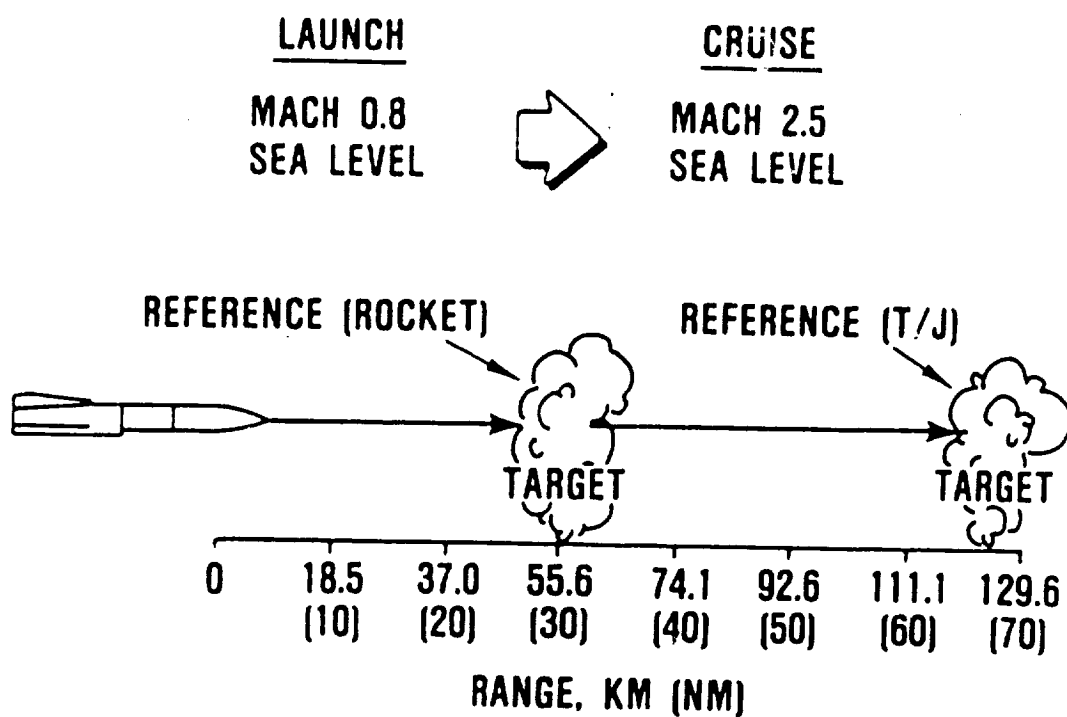 LAUNCH
CRUISE
MACH 0.8
SEA LEVEL
MACH 2.5
SEA LEVEL
REFERENCE (ROCKET)
REFERENCE (T/J)
TARGET
TARGET
0 18.5 37.0 55.6 74.1 92.6 111.1 129.6
(10) (20) (30) (40) (50) (60) (70)
RANGE, KM (NM)